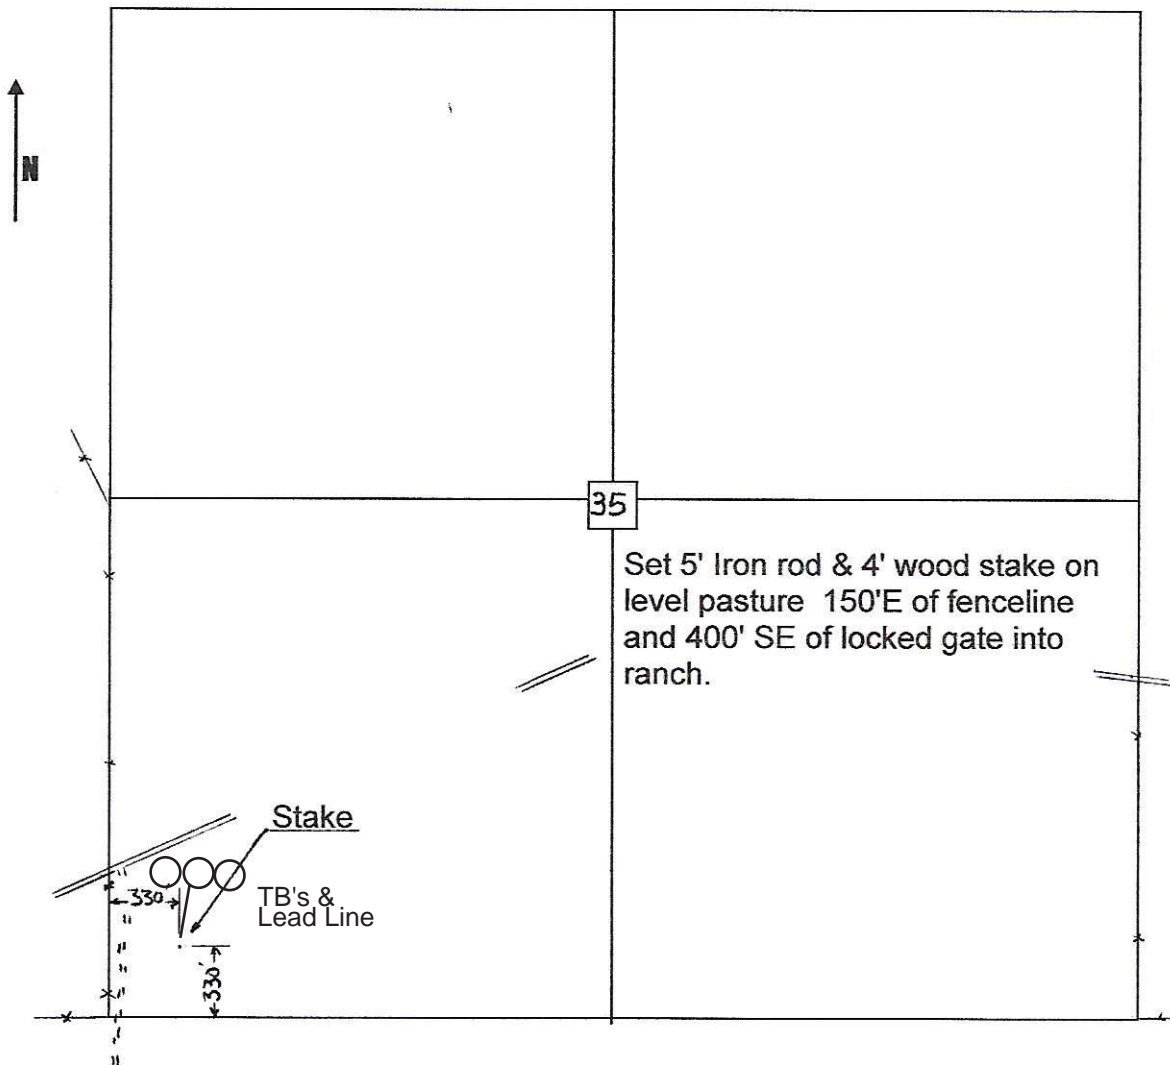 N
35
Set 5' Iron rod & 4' wood stake on
level pasture 150'E of fenceline
and 400' SE of locked gate into
ranch.
Stake
330'
TB's &
Lead Line
330'